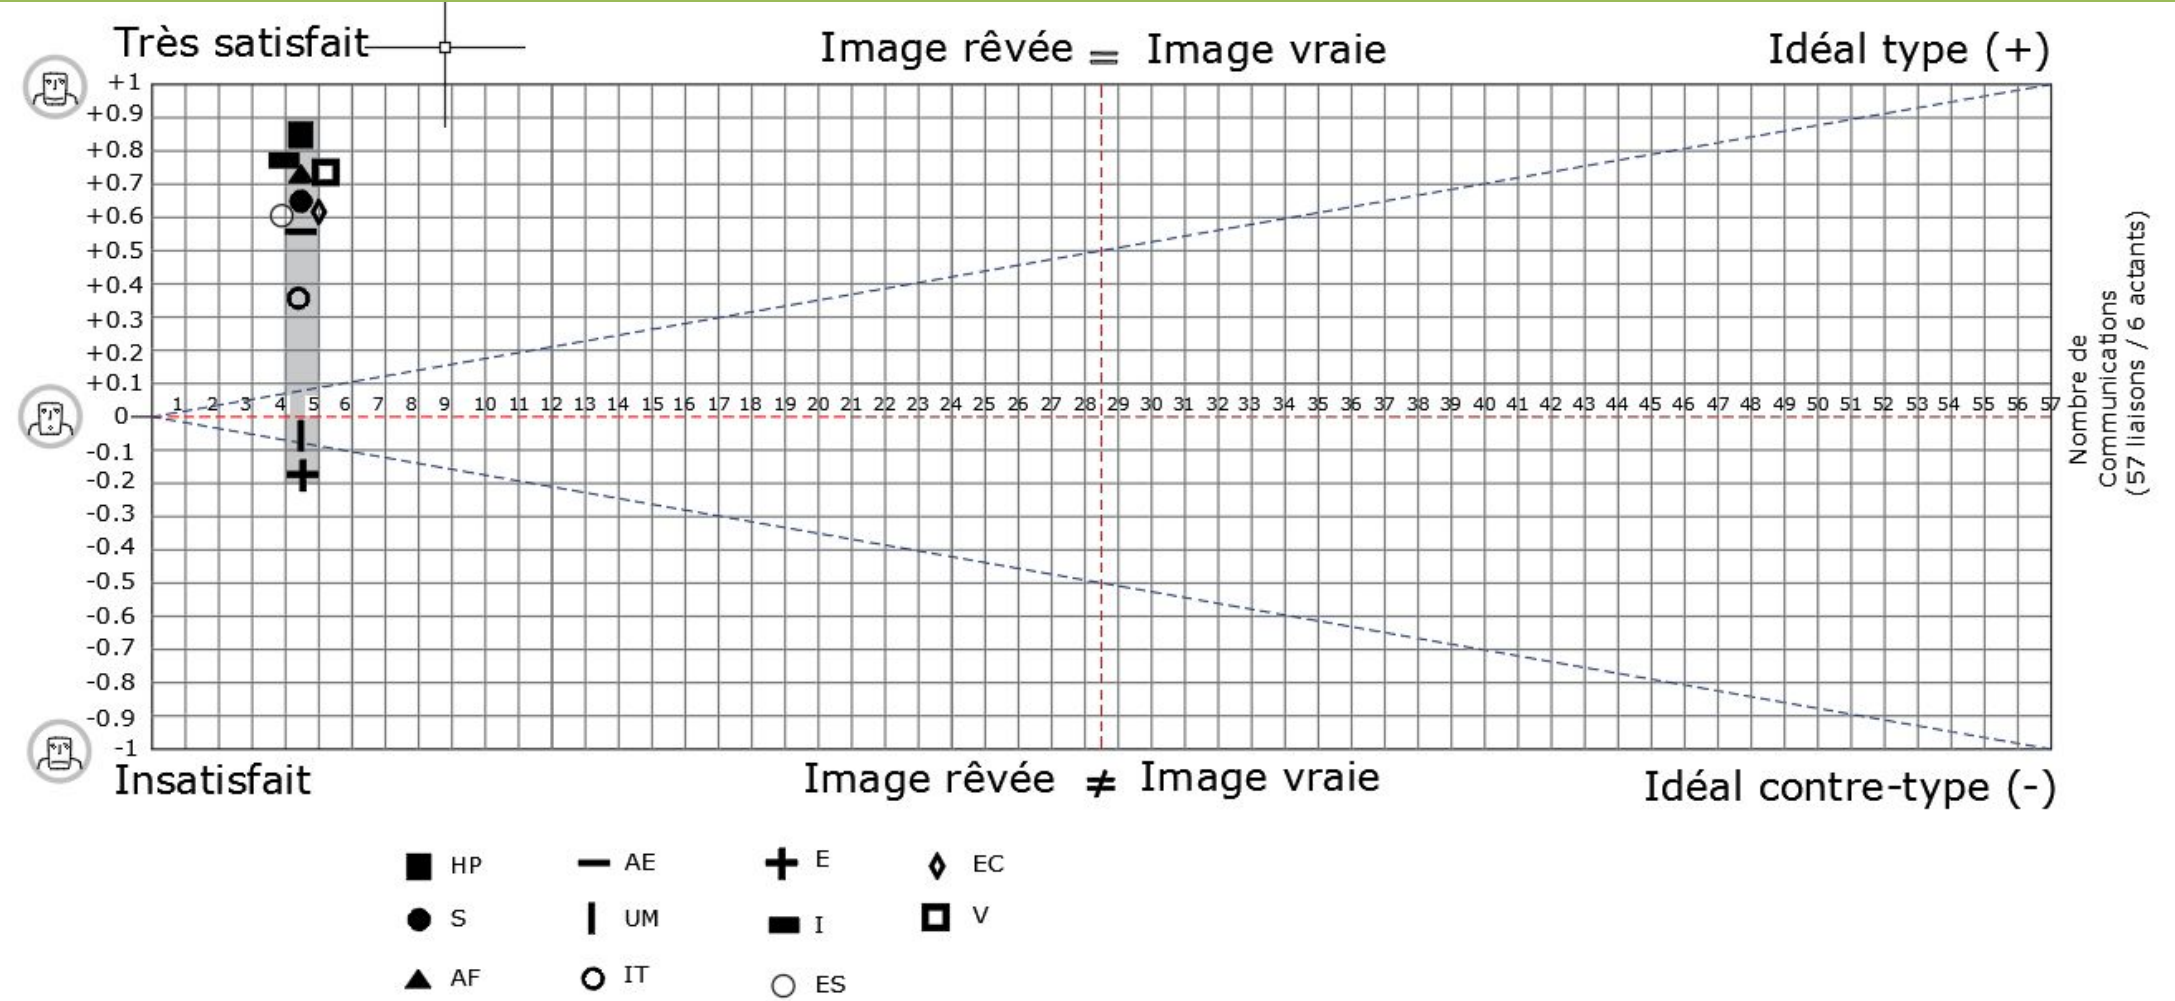 Très satisfait
Image rêvée = Image vraie
Idéal type (+)
+1
+0.9
+0.8
+0.7
+0.6
+0.5
+0.4
+0.3
+0.2
+0.1
0
1 2 3 4 5 6 7 8 9 10 11 12 13 14 15 16 17 18 19 20 21 22 23 24 25 26 27 28 29 30 31 32 33 34 35 36 37 38 39 40 41 42 43 44 45 46 47 48 49 50 51 52 53 54 55 56 57
-0.1
-0.2
-0.3
-0.4
-0.5
-0.6
-0.7
-0.8
-0.9
-1
Nombre de
Communications
(57 liaisons / 6 actants)
Insatisfait
Image rêvée ≠ Image vraie
Idéal contre-type (-)
HP AE E EC
S UM I V
AF IT ES